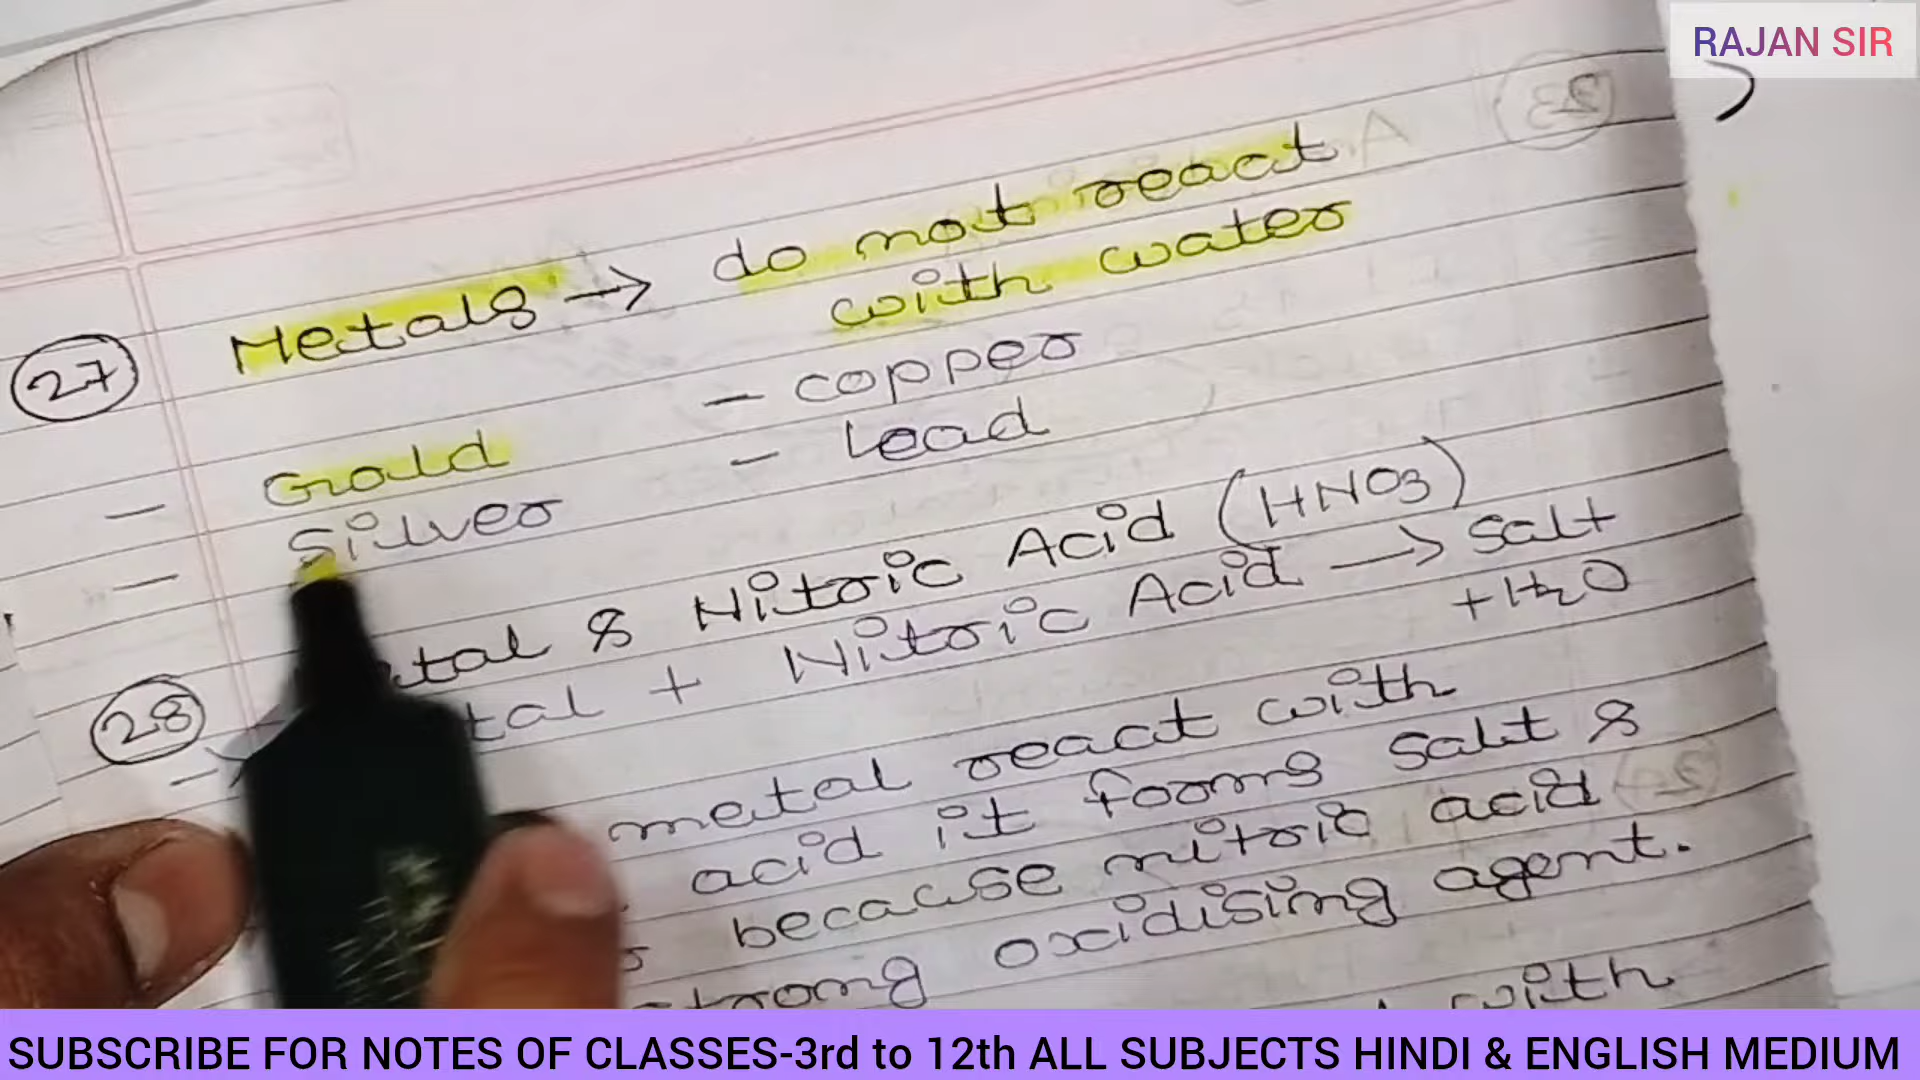 RAJAN SIR
27 Metals → do not react
with water
- Gold - copper
- Silver - lead
28 & Nitric Acid (HNO3)
+ Nitric Acid → Salt
+ H2O
metal react with
acid it forms Salt &
because nitric acid
strong oxidising agent.
with
SUBSCRIBE FOR NOTES OF CLASSES-3rd to 12th ALL SUBJECTS HINDI & ENGLISH MEDIUM